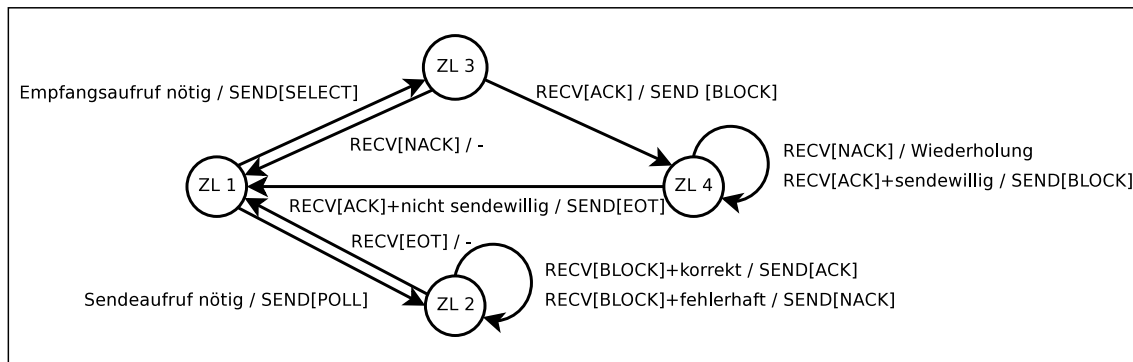 ZL 3
Empfangsaufruf nötig / SEND[SELECT]
RECV[ACK] / SEND [BLOCK]
RECV[NACK] / -
RECV[NACK] / Wiederholung
ZL 1
ZL 4
RECV[ACK]+sendewillig / SEND[BLOCK]
RECV[ACK]+nicht sendewillig / SEND[EOT]
RECV[EOT] / -
RECV[BLOCK]+korrekt / SEND[ACK]
Sendeaufruf nötig / SEND[POLL]
ZL 2
RECV[BLOCK]+fehlerhaft / SEND[NACK]